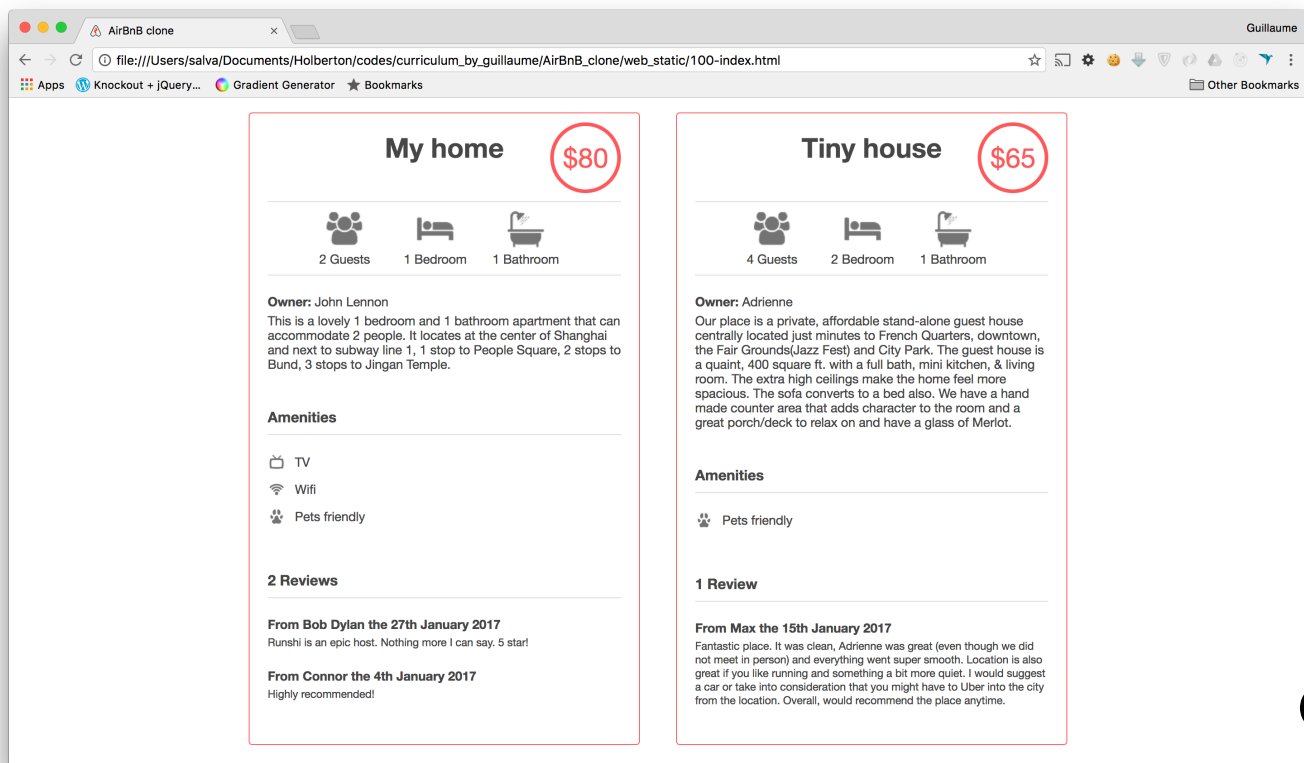 AirBnB clone
Guillaume
file:///Users/salva/Documents/Holberton/codes/curriculum_by_guillaume/AirBnB_clone/web_static/100-index.html
Apps Knockout + jQuery... Gradient Generator Bookmarks Other Bookmarks
My home
$80
2 Guests 1 Bedroom 1 Bathroom
Owner: John Lennon
This is a lovely 1 bedroom and 1 bathroom apartment that can
accommodate 2 people. It locates at the center of Shanghai
and next to subway line 1, 1 stop to People Square, 2 stops to
Bund, 3 stops to Jingan Temple.
Amenities
TV
Wifi
Pets friendly
2 Reviews
From Bob Dylan the 27th January 2017
Runshi is an epic host. Nothing more I can say. 5 star!
From Connor the 4th January 2017
Highly recommended!
Tiny house
$65
4 Guests 2 Bedroom 1 Bathroom
Owner: Adrienne
Our place is a private, affordable stand-alone guest house
centrally located just minutes to French Quarters, downtown,
the Fair Grounds(Jazz Fest) and City Park. The guest house is
a quaint, 400 square ft. with a full bath, mini kitchen, & living
room. The extra high ceilings make the home feel more
spacious. The sofa converts to a bed also. We have a hand
made counter area that adds character to the room and a
great porch/deck to relax on and have a glass of Merlot.
Amenities
Pets friendly
1 Review
From Max the 15th January 2017
Fantastic place. It was clean, Adrienne was great (even though we did
not meet in person) and everything went super smooth. Location is also
great if you like running and something a bit more quiet. I would suggest
a car or take into consideration that you might have to Uber into the city
from the location. Overall, would recommend the place anytime.